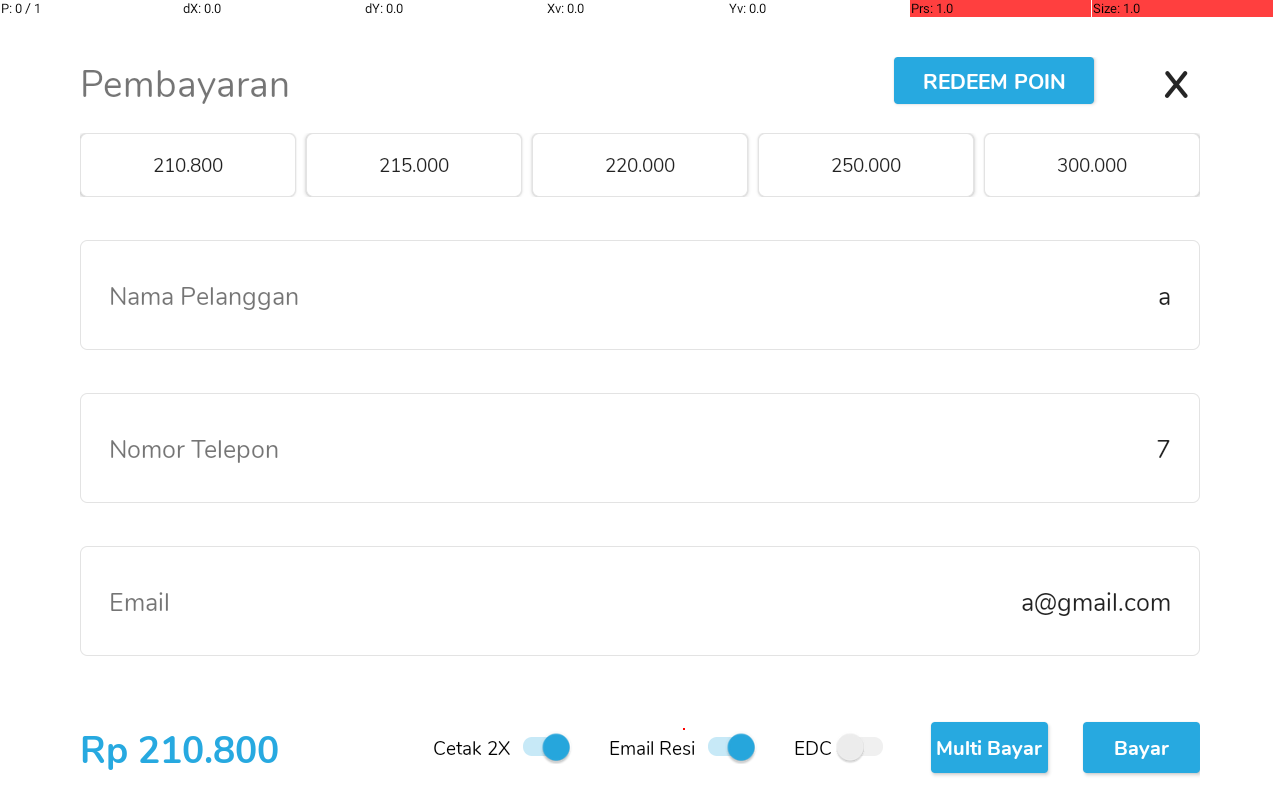 P: 0 / 1 dX: 0.0 dY: 0.0 Xv: 0.0 Yv: 0.0 Prs: 1.0 Size: 1.0
Pembayaran REDEEM POIN X
210.800 215.000 220.000 250.000 300.000
Nama Pelanggan a
Nomor Telepon 7
Email a@gmail.com
Rp 210.800 Cetak 2X Email Resi EDC Multi Bayar Bayar